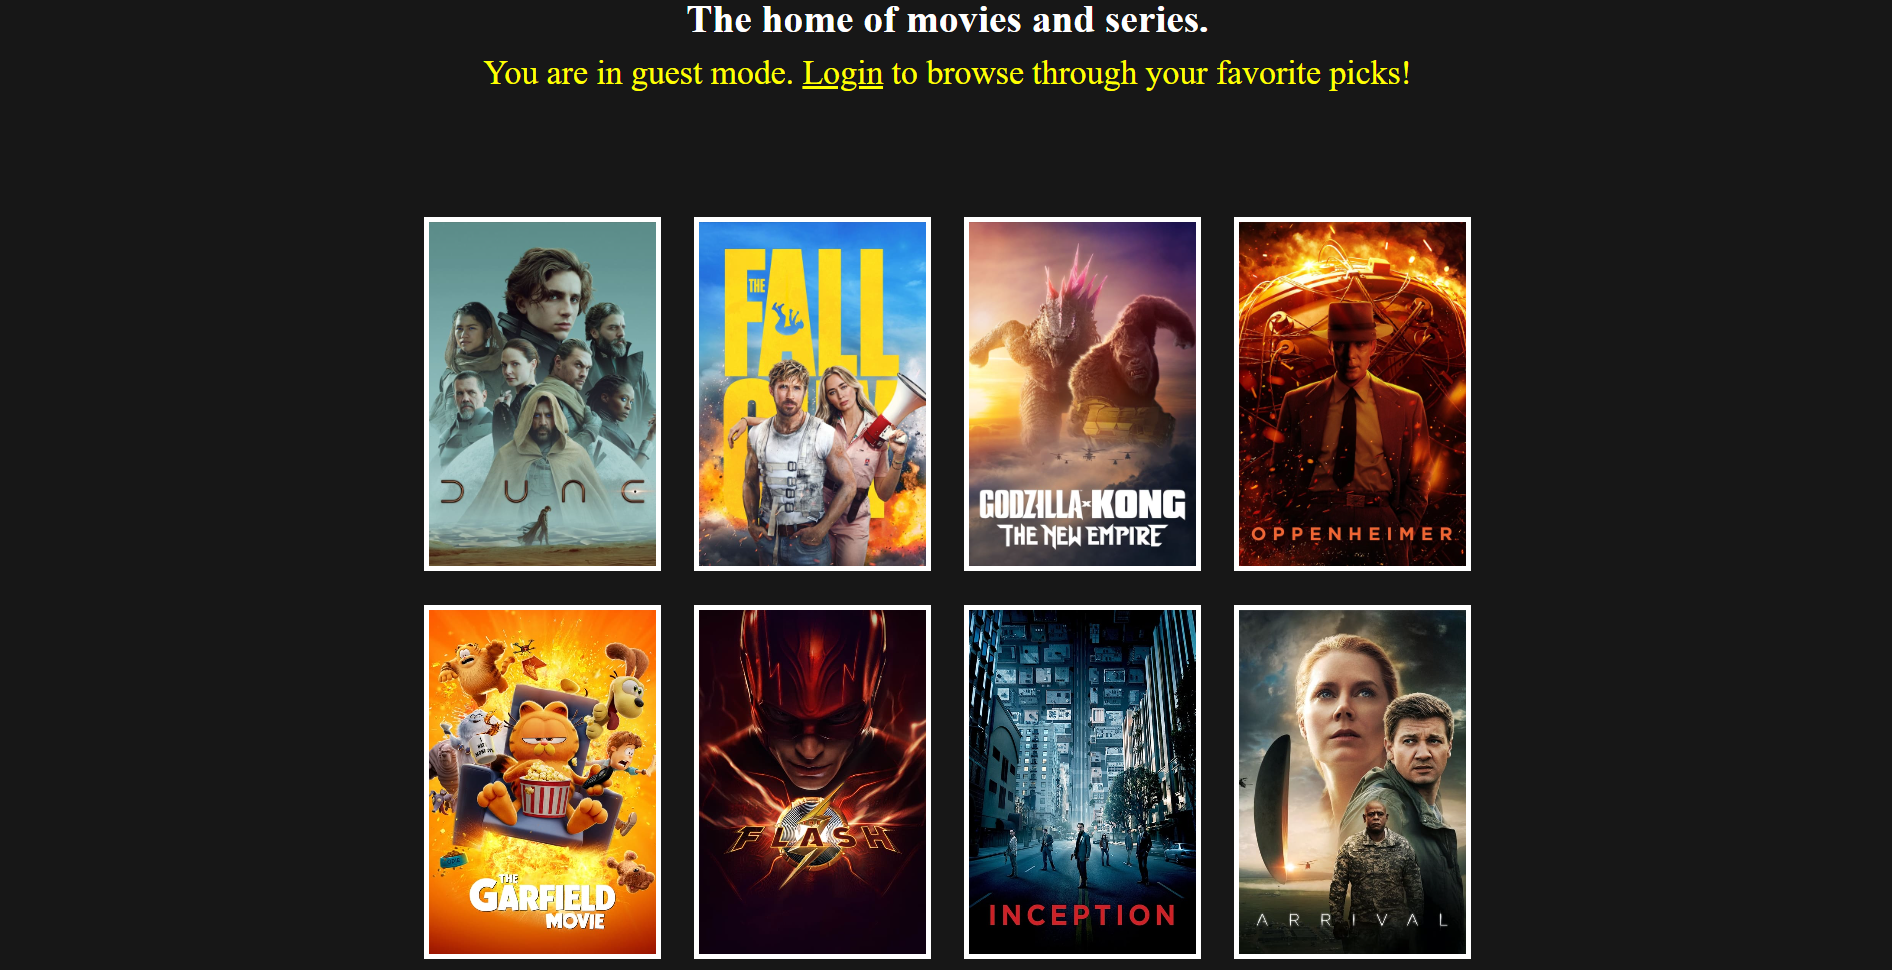 The home of movies and series.
You are in guest mode. Login to browse through your favorite picks!
DUNE
THE
FALL
GUY
GODZILLA x KONG
THE NEW EMPIRE
OPPENHEIMER
THE
GARFIELD
MOVIE
FLASH
INCEPTION
ARRIVAL